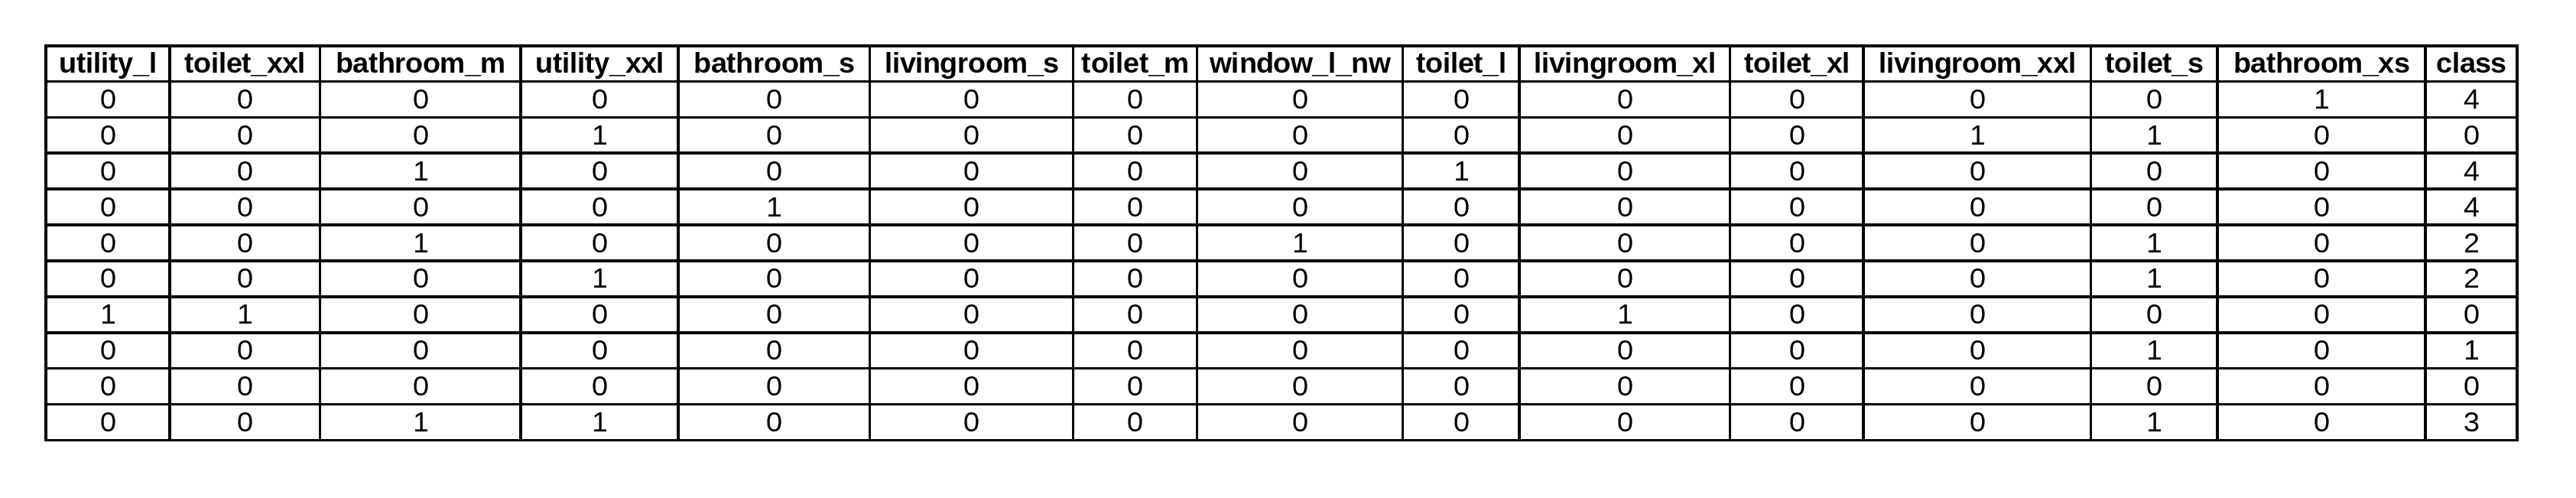 utility_l toilet_xxl bathroom_m utility_xxl bathroom_s livingroom_s toilet_m window_l_nw toilet_l livingroom_xl toilet_xl livingroom_xxl toilet_s bathroom_xs class
0 0 0 0 0 0 0 0 0 0 0 0 0 1 4
0 0 0 1 0 0 0 0 0 0 0 1 1 0 0
0 0 1 0 0 0 0 0 1 0 0 0 0 0 4
0 0 0 0 1 0 0 0 0 0 0 0 0 0 4
0 0 1 0 0 0 0 1 0 0 0 0 1 0 2
0 0 0 1 0 0 0 0 0 0 0 0 1 0 2
1 1 0 0 0 0 0 0 0 1 0 0 0 0 0
0 0 0 0 0 0 0 0 0 0 0 0 1 0 1
0 0 0 0 0 0 0 0 0 0 0 0 0 0 0
0 0 1 1 0 0 0 0 0 0 0 0 1 0 3